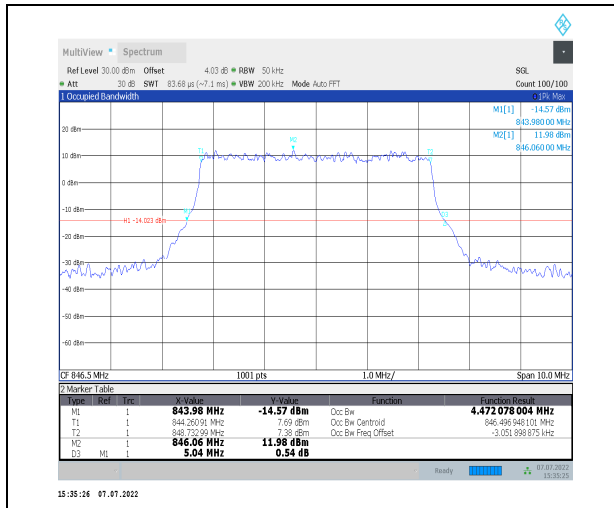 MultiView Spectrum
Ref Level 30.00 dBm Offset 4.03 dB RBW 50 kHz SGL
Att 30 dB SWT 83.68 µs (~7.1 ms) VBW 200 kHz Mode Auto FFT Count 100/100
1 Occupied Bandwidth 1Pk Max
M1[1] -14.57 dBm
843.980 00 MHz
M2[1] 11.98 dBm
846.060 00 MHz
20 dBm
M2
T1 T2
10 dBm
0 dBm
-10 dBm
H1 -14.023 dBm
D3
-20 dBm
-30 dBm
-40 dBm
-50 dBm
-60 dBm
CF 846.5 MHz 1001 pts 1.0 MHz/ Span 10.0 MHz
2 Marker Table
Type Ref Trc X-Value Y-Value Function Function Result
M1 1 843.98 MHz -14.57 dBm Occ Bw 4.472 078 004 MHz
T1 1 844.260 91 MHz 7.69 dBm Occ Bw Centroid 846.496 948 101 MHz
T2 1 848.732 99 MHz 7.38 dBm Occ Bw Freq Offset -3.051 898 875 kHz
M2 1 846.06 MHz 11.98 dBm
D3 M1 1 5.04 MHz 0.54 dB
Ready 07.07.2022
15:35:25
15:35:26 07.07.2022